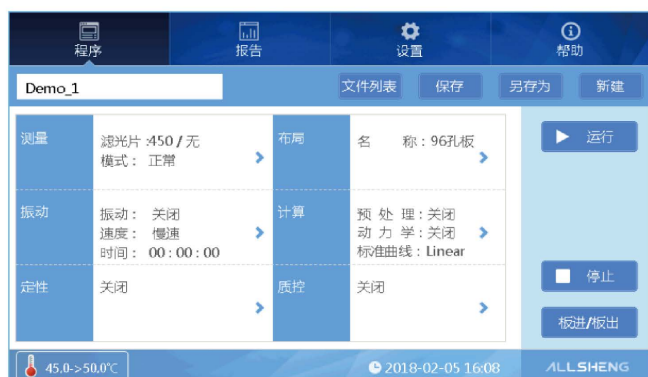 程序
报告
设置
帮助
Demo_1
文件列表
保存
另存为
新建
测量
滤光片 :450 / 无
模式： 正常
布局
名 称：96孔板
运行
振动
振动： 关闭
速度： 慢速
时间： 00 : 00 : 00
计算
预 处 理：关闭
动 力 学：关闭
标准曲线：Linear
定性
关闭
质控
关闭
停止
板进/板出
45.0->50.0℃
2018-02-05 16:08
ALLSHENG